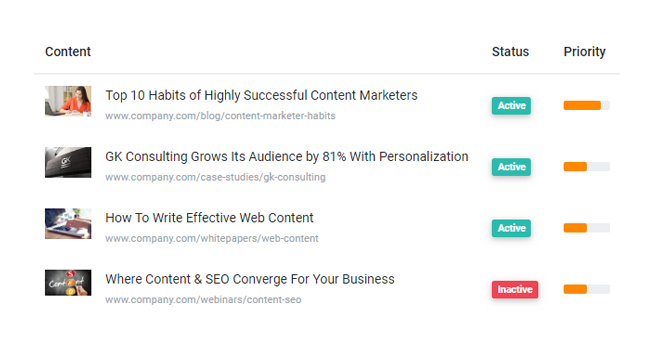 Content Status Priority
Top 10 Habits of Highly Successful Content Marketers
www.company.com/blog/content-marketer-habits
Active
GK Consulting Grows Its Audience by 81% With Personalization
www.company.com/case-studies/gk-consulting
Active
GK
How To Write Effective Web Content
www.company.com/whitepapers/web-content
Active
Where Content & SEO Converge For Your Business
www.company.com/webinars/content-seo
Inactive